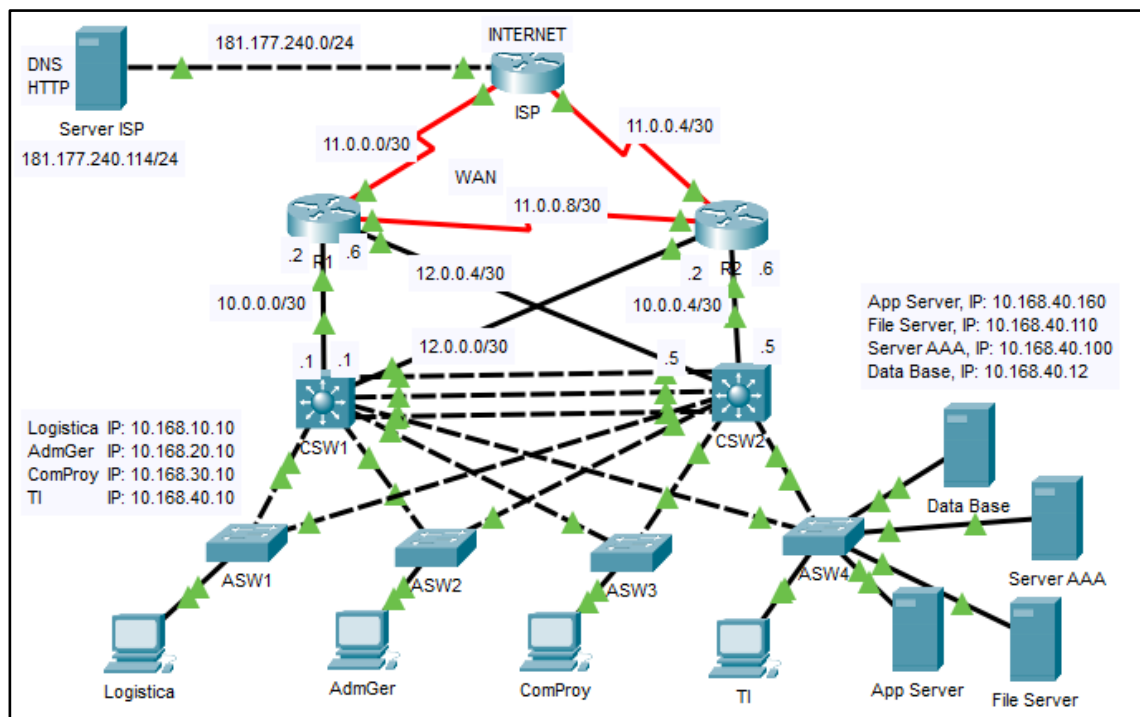 INTERNET
181.177.240.0/24
DNS
HTTP
ISP
Server ISP
11.0.0.4/30
11.0.0.0/30
181.177.240.114/24
WAN
11.0.0.8/30
.2
.6
R1
12.0.0.4/30
.2
R2
.6
10.0.0.0/30
10.0.0.4/30
App Server, IP: 10.168.40.160
File Server, IP: 10.168.40.110
Server AAA, IP: 10.168.40.100
Data Base, IP: 10.168.40.12
12.0.0.0/30
.1
.1
.5
.5
CSW1
CSW2
Logistica IP: 10.168.10.10
AdmGer IP: 10.168.20.10
ComProy IP: 10.168.30.10
TI IP: 10.168.40.10
Data Base
ASW1
ASW2
ASW3
ASW4
Server AAA
Logistica
AdmGer
ComProy
TI
App Server
File Server